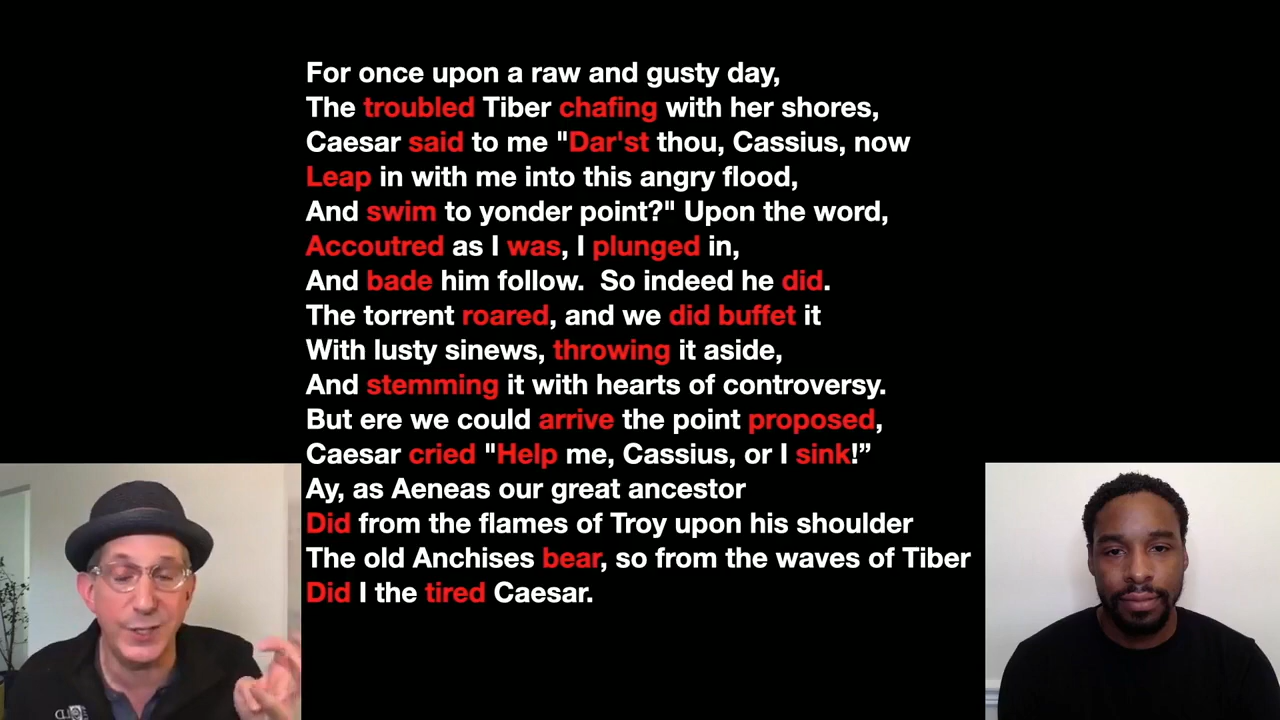 For once upon a raw and gusty day,
The troubled Tiber chafing with her shores,
Caesar said to me "Dar'st thou, Cassius, now
Leap in with me into this angry flood,
And swim to yonder point?" Upon the word,
Accoutred as I was, I plunged in,
And bade him follow.  So indeed he did.
The torrent roared, and we did buffet it
With lusty sinews, throwing it aside,
And stemming it with hearts of controversy.
But ere we could arrive the point proposed,
Caesar cried "Help me, Cassius, or I sink!”
Ay, as Aeneas our great ancestor
Did from the flames of Troy upon his shoulder
The old Anchises bear, so from the waves of Tiber
Did I the tired Caesar.